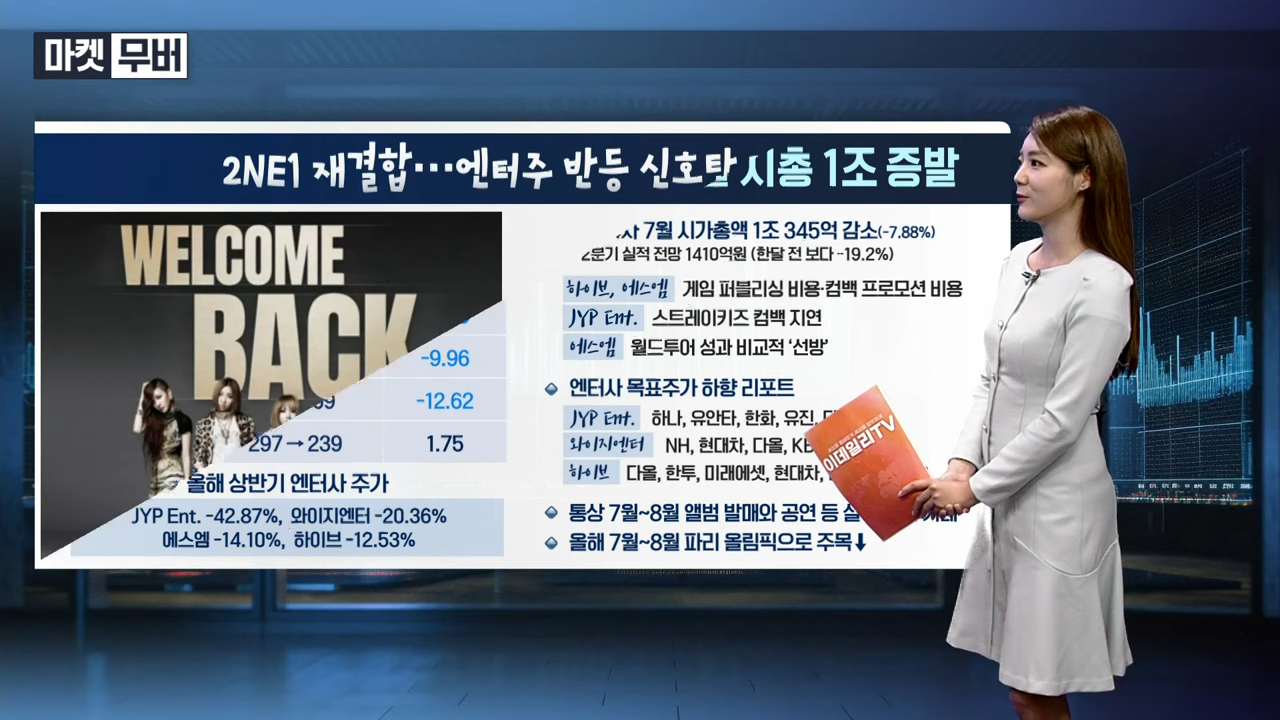 마켓 무버
2NE1 재결합…엔터주 반등 신호탄 시총 1조 증발
WELCOME
BACK
-9.96
-12.62
297→239 1.75
올해 상반기 엔터사 주가
JYP Ent. -42.87%, 와이지엔터 -20.36%
에스엠 -14.10%, 하이브 -12.53%
7월 시가총액 1조 345억 감소(-7.88%)
2분기 실적 전망 1410억원 (한달 전 보다 -19.2%)
하이브, 에스엠 게임 퍼블리싱 비용·컴백 프로모션 비용
JYP Ent. 스트레이키즈 컴백 지연
에스엠 월드투어 성과 비교적 '선방'
엔터사 목표주가 하향 리포트
JYP Ent. 하나, 유안타, 한화, 유진,
와이지엔터 NH, 현대차, 다올,
하이브 다올, 한투, 미래에셋, 현대차,
통상 7월~8월 앨범 발매와 공연 등
올해 7월~8월 파리 올림픽으로 주목↓
이데일리TV